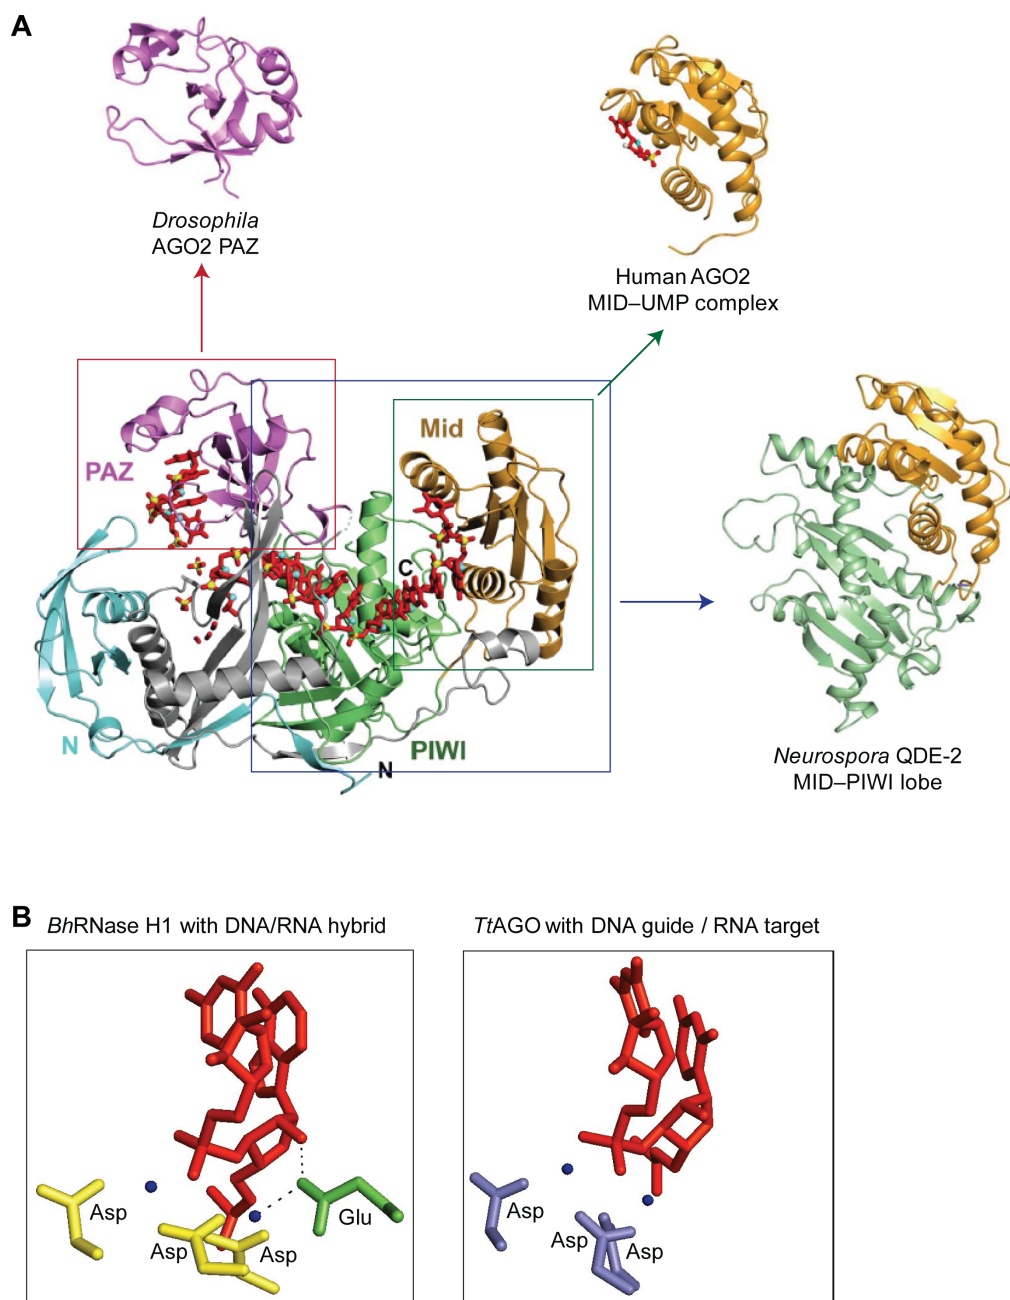 A
Drosophila
AGO2 PAZ
Human AGO2
MID–UMP complex
PAZ
Mid
C
N
PIWI
N
Neurospora QDE-2
MID–PIWI lobe
B
BhRNase H1 with DNA/RNA hybrid
TtAGO with DNA guide / RNA target
Asp
Asp
Asp
Glu
Asp
Asp
Asp